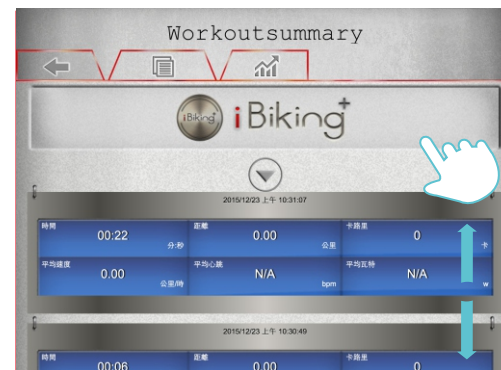 Workoutsummary
iBiking+ iBiking+
2015/12/23 上午 10:31:07
時間 距離 卡路里
00:22 分:秒 0.00 公里 0 卡
平均速度 平均心跳 平均瓦特
0.00 公里/時 N/A bpm N/A w
2015/12/23 上午 10:30:49
時間 距離 卡路里
00:06 0.00 0